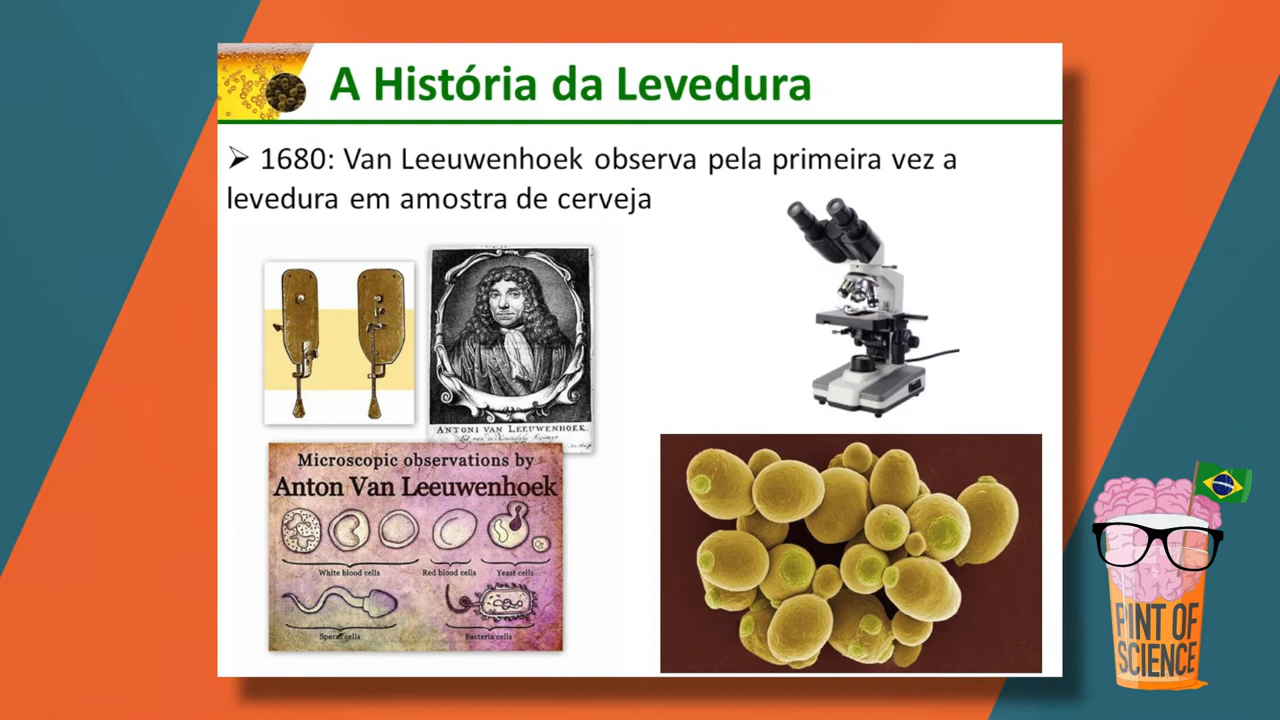 A História da Levedura
➢ 1680: Van Leeuwenhoek observa pela primeira vez a
levedura em amostra de cerveja
ANTONI VAN LEEUWENHOEK.
Microscopic observations by
Anton Van Leeuwenhoek
White blood cells
Red blood cells
Yeast cells
Sperm cells
Bacteria cells
PINT OF
SCIENCE